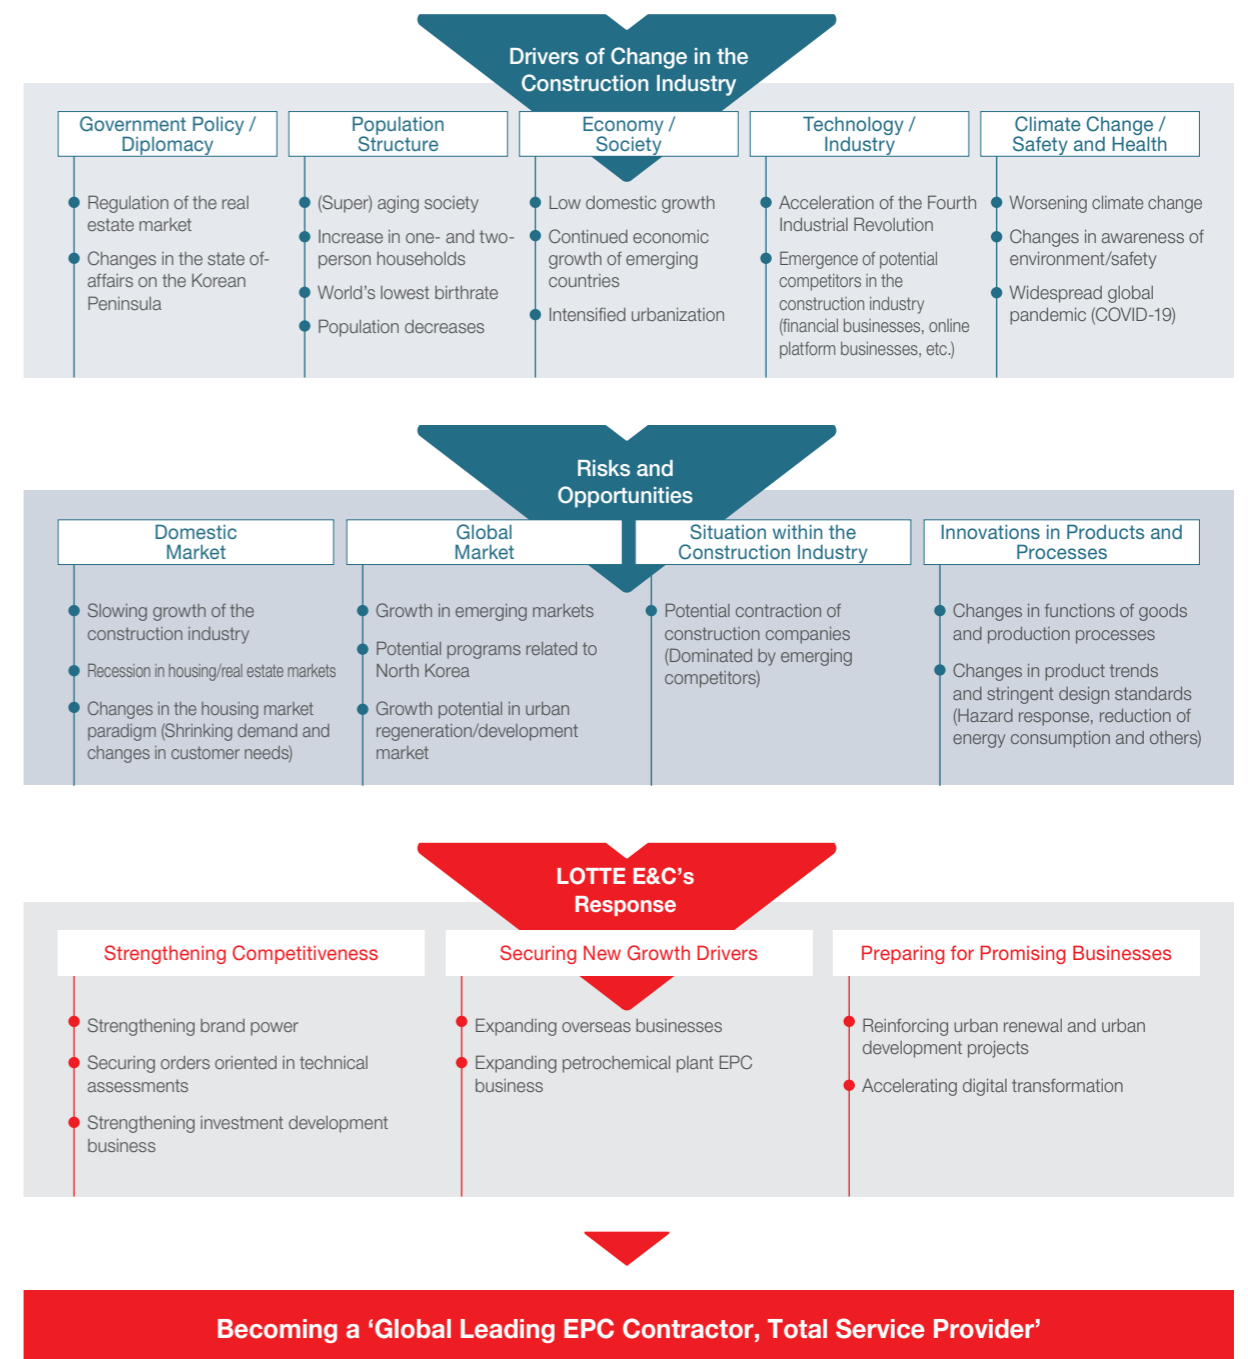 Drivers of Change in the
Construction Industry
Government Policy /
Diplomacy
Regulation of the real
estate market
Changes in the state of-
affairs on the Korean
Peninsula
Population
Structure
(Super) aging society
Increase in one- and two-
person households
World's lowest birthrate
Population decreases
Economy /
Society
Low domestic growth
Continued economic
growth of emerging
countries
Intensified urbanization
Technology /
Industry
Acceleration of the Fourth
Industrial Revolution
Emergence of potential
competitors in the
construction industry
(financial businesses, online
platform businesses, etc.)
Climate Change /
Safety and Health
Worsening climate change
Changes in awareness of
environment/safety
Widespread global
pandemic (COVID-19)
Risks and
Opportunities
Domestic
Market
Slowing growth of the
construction industry
Recession in housing/real estate markets
Changes in the housing market
paradigm (Shrinking demand and
changes in customer needs)
Global
Market
Growth in emerging markets
Potential programs related to
North Korea
Growth potential in urban
regeneration/development
market
Situation within the
Construction Industry
Potential contraction of
construction companies
(Dominated by emerging
competitors)
Innovations in Products and
Processes
Changes in functions of goods
and production processes
Changes in product trends
and stringent design standards
(Hazard response, reduction of
energy consumption and others)
LOTTE E&C's
Response
Strengthening Competitiveness
Strengthening brand power
Securing orders oriented in technical
assessments
Strengthening investment development
business
Securing New Growth Drivers
Expanding overseas businesses
Expanding petrochemical plant EPC
business
Preparing for Promising Businesses
Reinforcing urban renewal and urban
development projects
Accelerating digital transformation
Becoming a ‘Global Leading EPC Contractor, Total Service Provider’